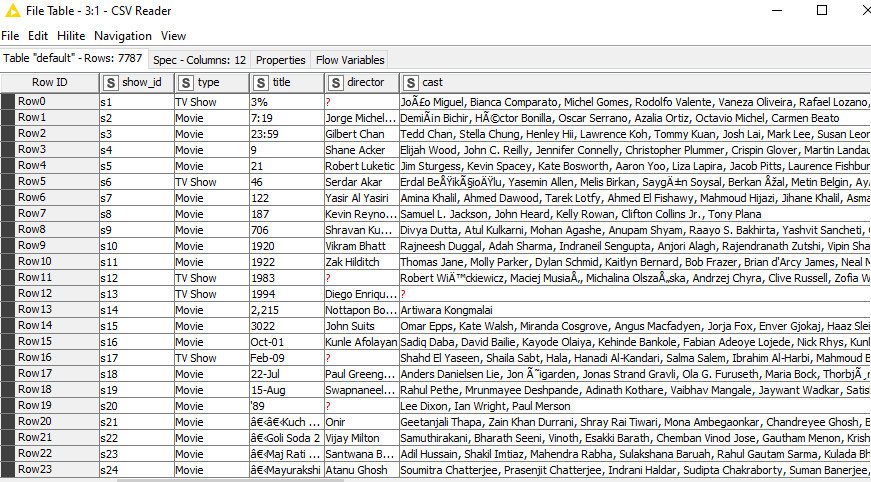 File Table - 3:1 - CSV Reader
File Edit Hilite Navigation View
Table "default" - Rows: 7787 Spec - Columns: 12 Properties Flow Variables
Row ID S show_id S type S title S director S cast
Row0 s1 TV Show 3% ? JoÃ£o Miguel, Bianca Comparato, Michel Gomes, Rodolfo Valente, Vaneza Oliveira, Rafael Lozano,
Row1 s2 Movie 7:19 Jorge Michel... DemiÃ¡n Bichir, HÃ©ctor Bonilla, Oscar Serrano, Azalia Ortiz, Octavio Michel, Carmen Beato
Row2 s3 Movie 23:59 Gilbert Chan Tedd Chan, Stella Chung, Henley Hii, Lawrence Koh, Tommy Kuan, Josh Lai, Mark Lee, Susan Leon
Row3 s4 Movie 9 Shane Acker Elijah Wood, John C. Reilly, Jennifer Connelly, Christopher Plummer, Crispin Glover, Martin Landau
Row4 s5 Movie 21 Robert Luketic Jim Sturgess, Kevin Spacey, Kate Bosworth, Aaron Yoo, Liza Lapira, Jacob Pitts, Laurence Fishbur
Row5 s6 TV Show 46 Serdar Akar Erdal BeÅŸikÃ§ioÄŸlu, Yasemin Allen, Melis Birkan, SaygÄ±n Soysal, Berkan Åžal, Metin Belgin, Ay
Row6 s7 Movie 122 Yasir Al Yasiri Amina Khalil, Ahmed Dawood, Tarek Lotfy, Ahmed El Fishawy, Mahmoud Hijazi, Jihane Khalil, Asma
Row7 s8 Movie 187 Kevin Reyno... Samuel L. Jackson, John Heard, Kelly Rowan, Clifton Collins Jr., Tony Plana
Row8 s9 Movie 706 Shravan Ku... Divya Dutta, Atul Kulkarni, Mohan Agashe, Anupam Shyam, Raayo S. Bakhirta, Yashvit Sancheti, G
Row9 s10 Movie 1920 Vikram Bhatt Rajneesh Duggal, Adah Sharma, Indraneil Sengupta, Anjori Alagh, Rajendranath Zutshi, Vipin Sha
Row10 s11 Movie 1922 Zak Hilditch Thomas Jane, Molly Parker, Dylan Schmid, Kaitlyn Bernard, Bob Frazer, Brian d'Arcy James, Neal M
Row11 s12 TV Show 1983 ? Robert WiÄ™ckiewicz, Maciej MusiaÅ‚, Michalina OlszaÅ„ska, Andrzej Chyra, Clive Russell, Zofia W
Row12 s13 TV Show 1994 Diego Enriqu... ?
Row13 s14 Movie 2,215 Nottapon Bo... Artiwara Kongmalai
Row14 s15 Movie 3022 John Suits Omar Epps, Kate Walsh, Miranda Cosgrove, Angus Macfadyen, Jorja Fox, Enver Gjokaj, Haaz Slei
Row15 s16 Movie Oct-01 Kunle Afolayan Sadiq Daba, David Bailie, Kayode Olaiya, Kehinde Bankole, Fabian Adeoye Lojede, Nick Rhys, Kunl
Row16 s17 TV Show Feb-09 ? Shahd El Yaseen, Shaila Sabt, Hala, Hanadi Al-Kandari, Salma Salem, Ibrahim Al-Harbi, Mahmoud B
Row17 s18 Movie 22-Jul Paul Greeng... Anders Danielsen Lie, Jon Ã˜igarden, Jonas Strand Gravli, Ola G. Furuseth, Maria Bock, ThorbjÃ¸rn
Row18 s19 Movie 15-Aug Swapnaneel... Rahul Pethe, Mrunmayee Deshpande, Adinath Kothare, Vaibhav Mangale, Jaywant Wadkar, Satis
Row19 s20 Movie '89 ? Lee Dixon, Ian Wright, Paul Merson
Row20 s21 Movie â€‹â€‹Kuch ... Onir Geetanjali Thapa, Zain Khan Durrani, Shray Rai Tiwari, Mona Ambegaonkar, Chandreyee Ghosh, B
Row21 s22 Movie â€‹Goli Soda 2 Vijay Milton Samuthirakani, Bharath Seeni, Vinoth, Esakki Barath, Chemban Vinod Jose, Gautham Menon, Krish
Row22 s23 Movie â€‹Maj Rati ... Santwana B... Adil Hussain, Shakil Imtiaz, Mahendra Rabha, Sulakshana Baruah, Rahul Gautam Sarma, Kulada Bh
Row23 s24 Movie â€‹Mayurakshi Atanu Ghosh Soumitra Chatterjee, Prasenjit Chatterjee, Indrani Haldar, Sudipta Chakraborty, Suman Banerjee,